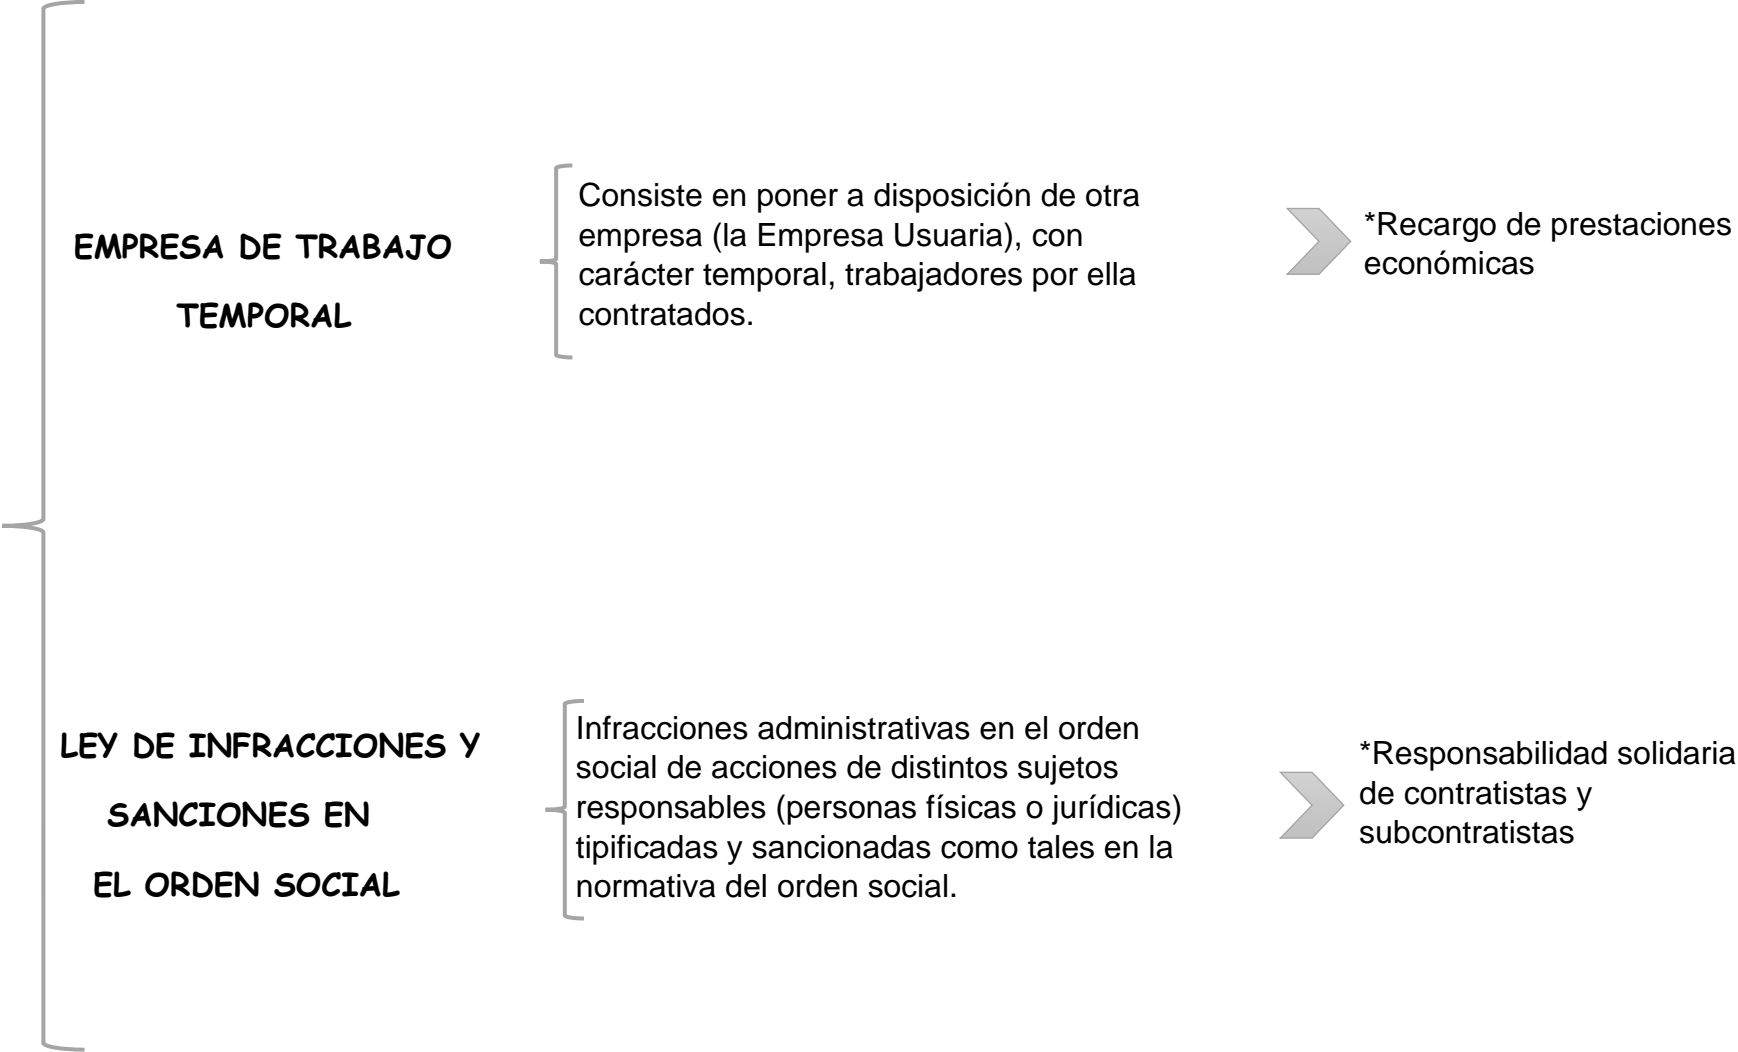 EMPRESA DE TRABAJO
TEMPORAL
Consiste en poner a disposición de otra
empresa (la Empresa Usuaria), con
carácter temporal, trabajadores por ella
contratados.
*Recargo de prestaciones
económicas
LEY DE INFRACCIONES Y
SANCIONES EN
EL ORDEN SOCIAL
Infracciones administrativas en el orden
social de acciones de distintos sujetos
responsables (personas físicas o jurídicas)
tipificadas y sancionadas como tales en la
normativa del orden social.
*Responsabilidad solidaria
de contratistas y
subcontratistas